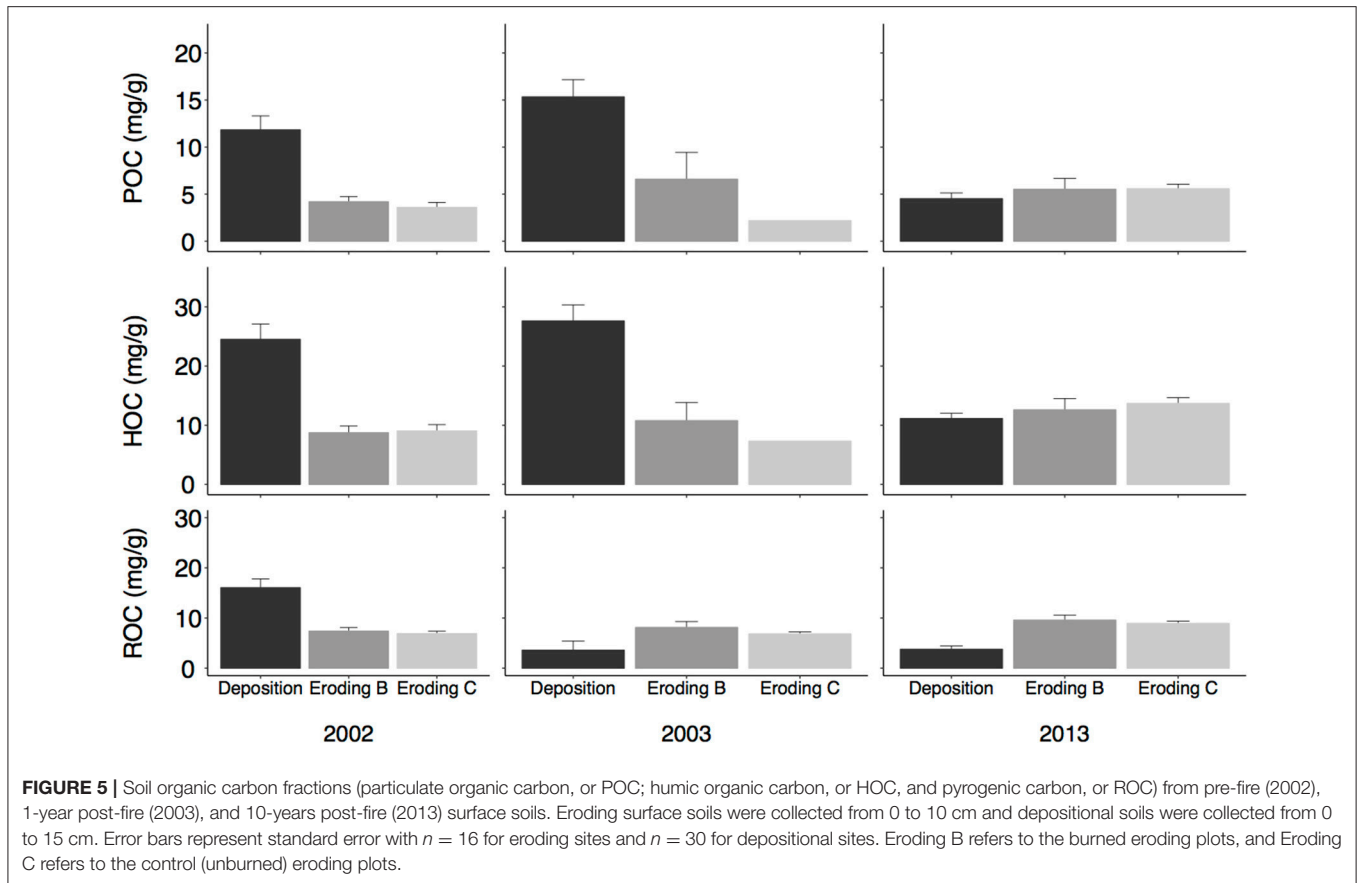 POC (mg/g)
20
15
10
5
0
HOC (mg/g)
30
20
10
0
ROC (mg/g)
30
20
10
0
Deposition Eroding B Eroding C Deposition Eroding B Eroding C Deposition Eroding B Eroding C
2002 2003 2013
FIGURE 5 | Soil organic carbon fractions (particulate organic carbon, or POC; humic organic carbon, or HOC, and pyrogenic carbon, or ROC) from pre-fire (2002),
1-year post-fire (2003), and 10-years post-fire (2013) surface soils. Eroding surface soils were collected from 0 to 10 cm and depositional soils were collected from 0
to 15 cm. Error bars represent standard error with n = 16 for eroding sites and n = 30 for depositional sites. Eroding B refers to the burned eroding plots, and Eroding
C refers to the control (unburned) eroding plots.